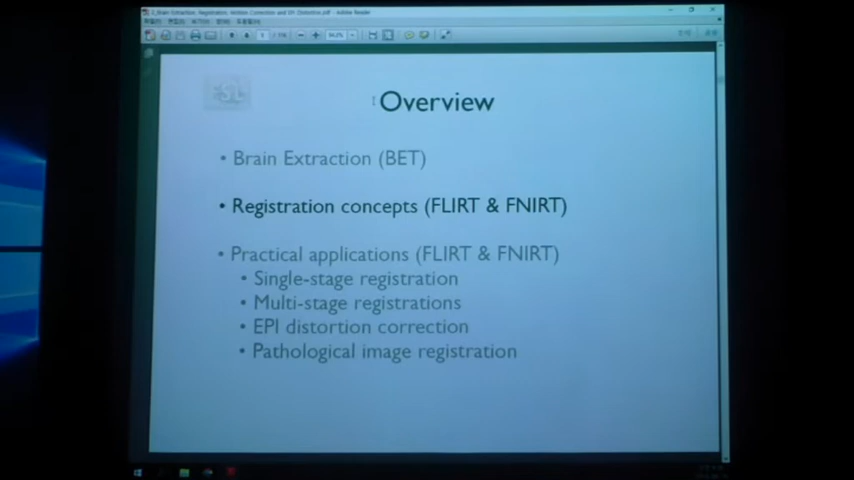 FSL
Overview
• Brain Extraction (BET)
• Registration concepts (FLIRT & FNIRT)
• Practical applications (FLIRT & FNIRT)
• Single-stage registration
• Multi-stage registrations
• EPI distortion correction
• Pathological image registration